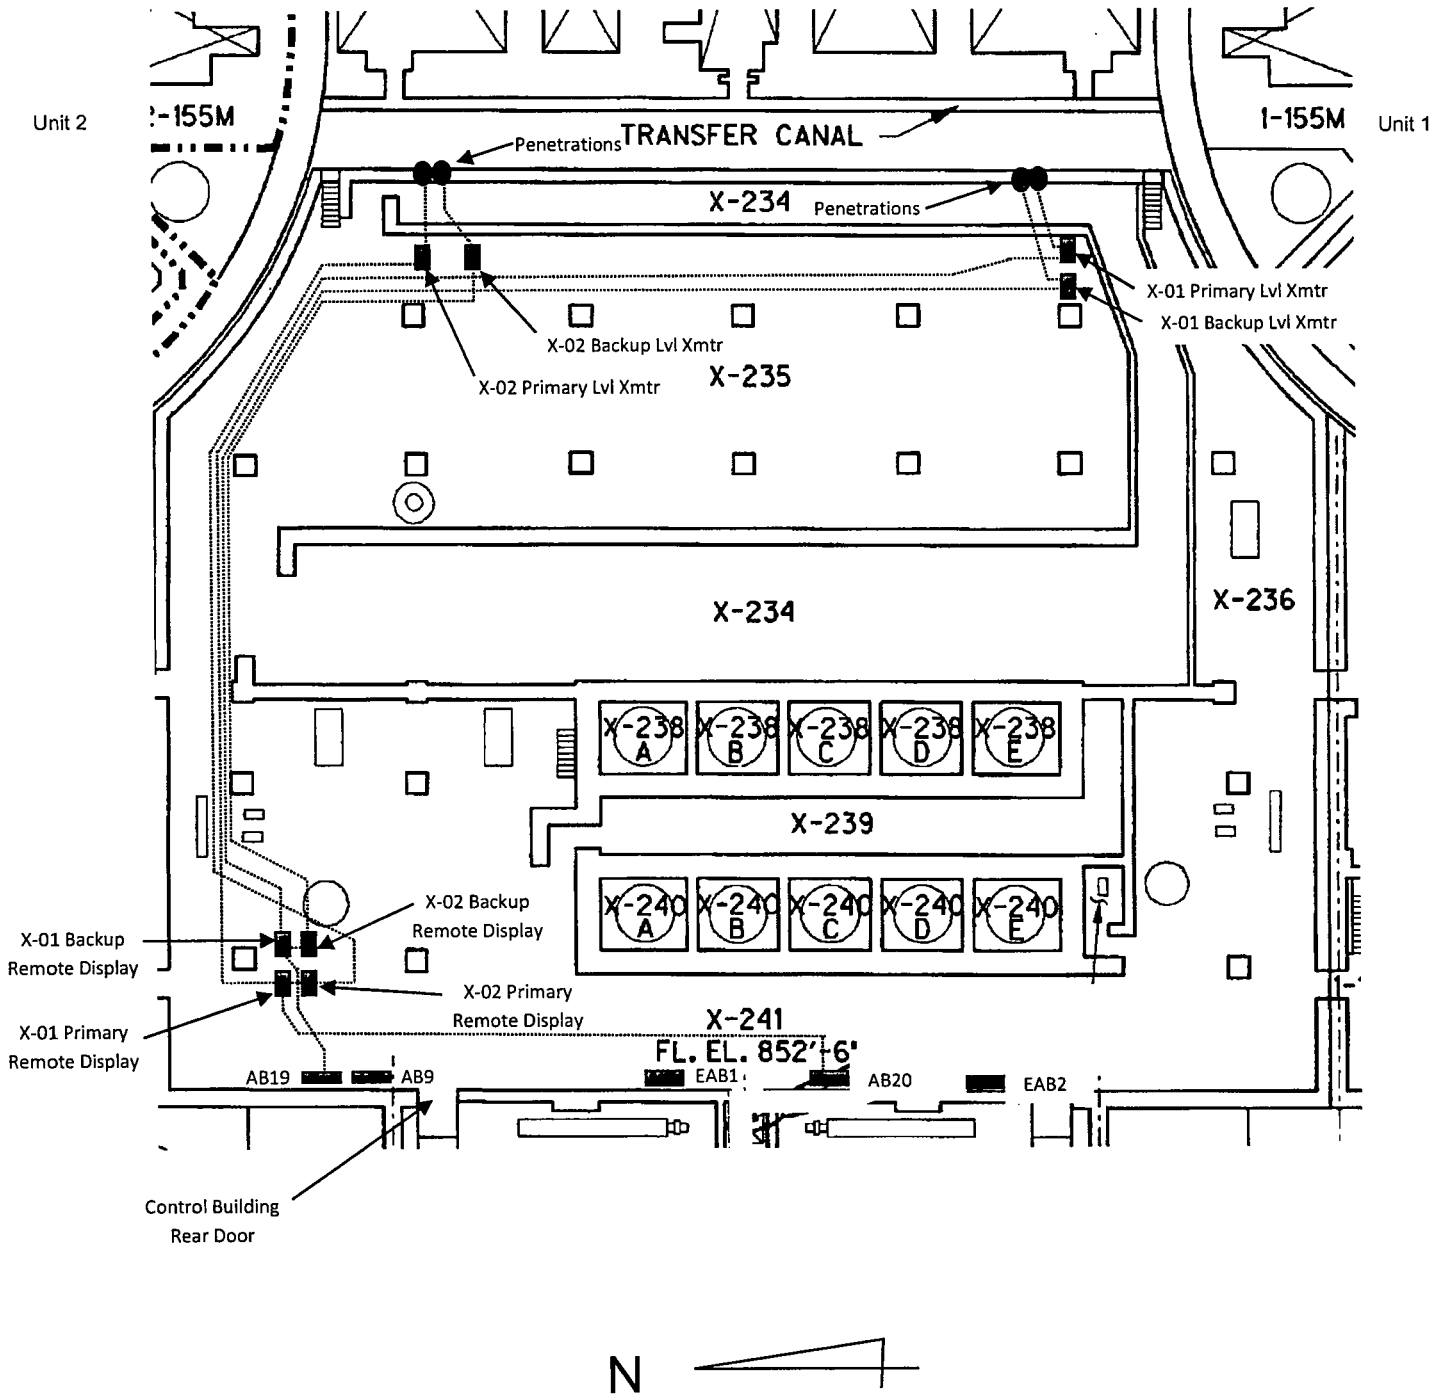 Unit 2
2-155M
TRANSFER CANAL
1-155M
Unit 1
Penetrations
X-234
Penetrations
X-01 Primary Lvl Xmtr
X-01 Backup Lvl Xmtr
X-02 Backup Lvl Xmtr
X-235
X-02 Primary Lvl Xmtr
X-234
X-236
X-238
A
X-238
B
X-238
C
X-238
D
X-238
E
X-239
X-240
A
X-240
B
X-240
C
X-240
D
X-240
E
X-02 Backup
Remote Display
X-01 Backup
Remote Display
X-02 Primary
Remote Display
X-01 Primary
Remote Display
X-241
FL. EL. 852'-6"
AB19
AB9
EAB1
AB20
EAB2
Control Building
Rear Door
N